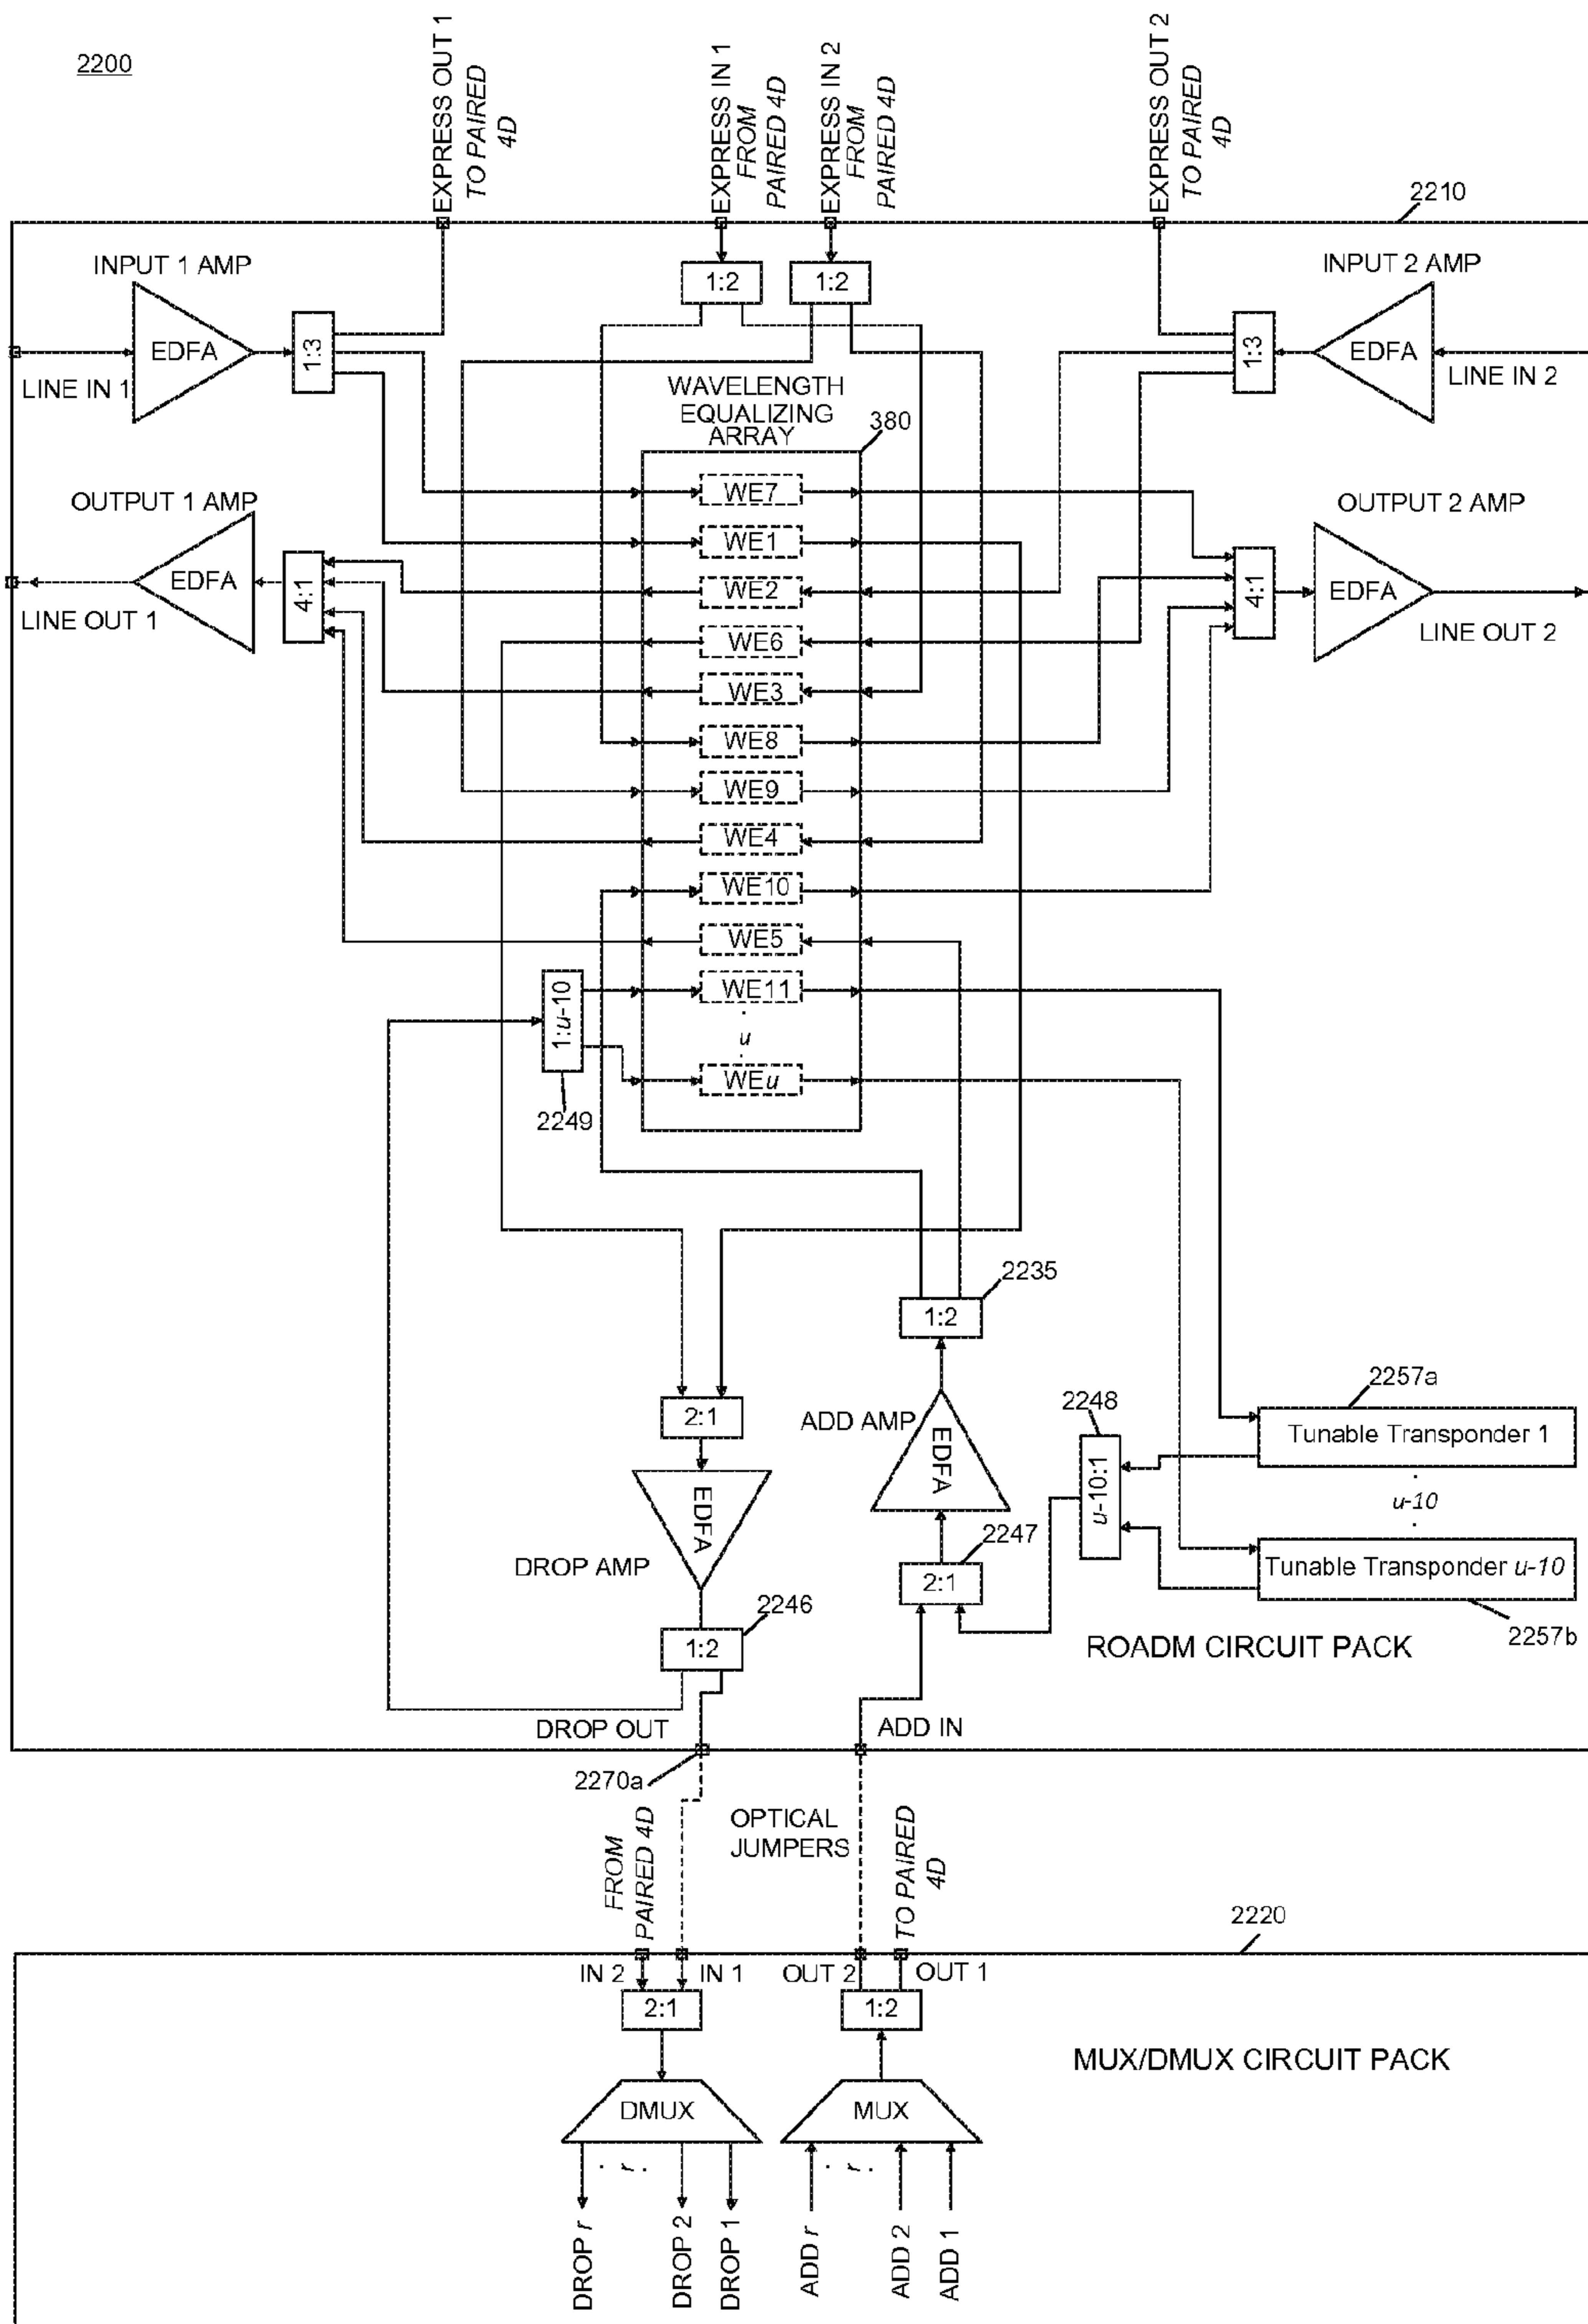 2200
EXPRESS OUT 1
TO PAIRED
4D
EXPRESS IN 1
FROM
PAIRED 4D
EXPRESS IN 2
FROM
PAIRED 4D
EXPRESS OUT 2
TO PAIRED
4D
2210
INPUT 1 AMP
EDFA
LINE IN 1
1:3
1:2
1:2
INPUT 2 AMP
1:3
EDFA
LINE IN 2
WAVELENGTH
EQUALIZING
ARRAY
380
OUTPUT 1 AMP
EDFA
LINE OUT 1
4:1
OUTPUT 2 AMP
4:1
EDFA
LINE OUT 2
WE7
WE1
WE2
WE6
WE3
WE8
WE9
WE4
WE10
WE5
WE11
. u .
WEu
1:u-10
2249
2235
1:2
2:1
ADD AMP
EDFA
EDFA
DROP AMP
2247
2:1
2248
u-10:1
2257a
Tunable Transponder 1
. u-10 .
Tunable Transponder u-10
2257b
2246
1:2
ROADM CIRCUIT PACK
DROP OUT
ADD IN
2270a
OPTICAL
JUMPERS
FROM
PAIRED 4D
TO PAIRED
4D
2220
IN 2
IN 1
OUT 2
OUT 1
2:1
1:2
MUX/DMUX CIRCUIT PACK
DMUX
MUX
. r .
. r .
DROP r
DROP 2
DROP 1
ADD r
ADD 2
ADD 1